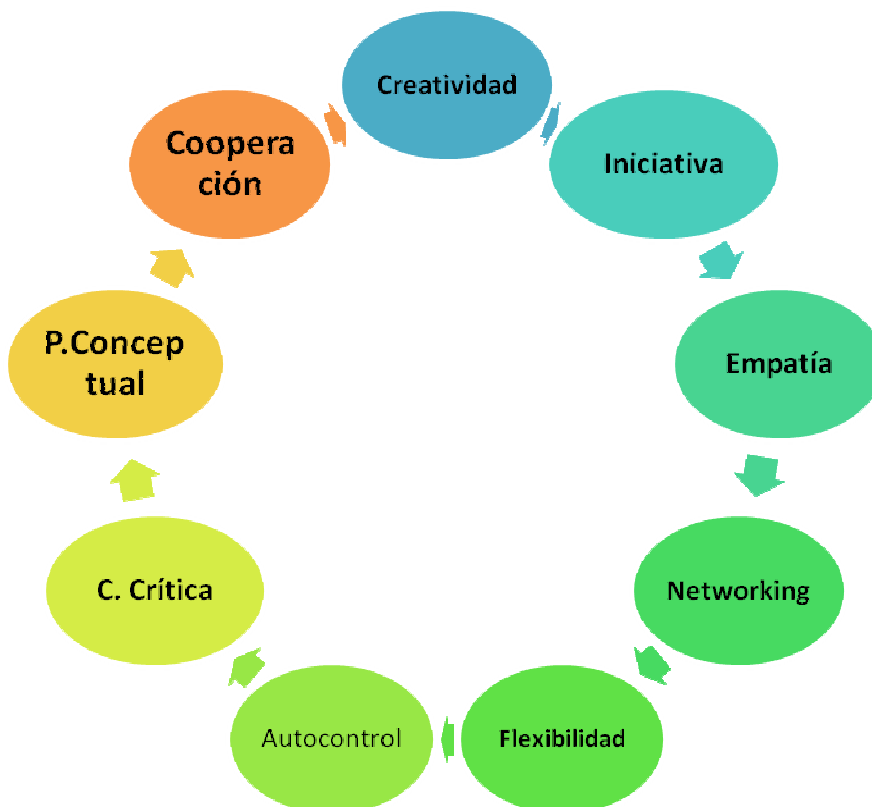 Creatividad
Iniciativa
Empatía
Networking
Flexibilidad
Autocontrol
C. Crítica
P.Concep
tual
Coopera
ción